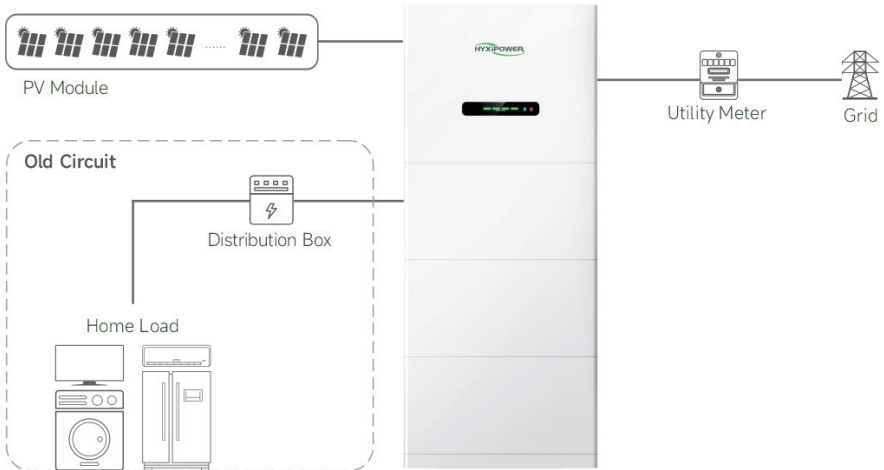 PV Module
HYXiPOWER
Utility Meter
Grid
Old Circuit
Distribution Box
Home Load